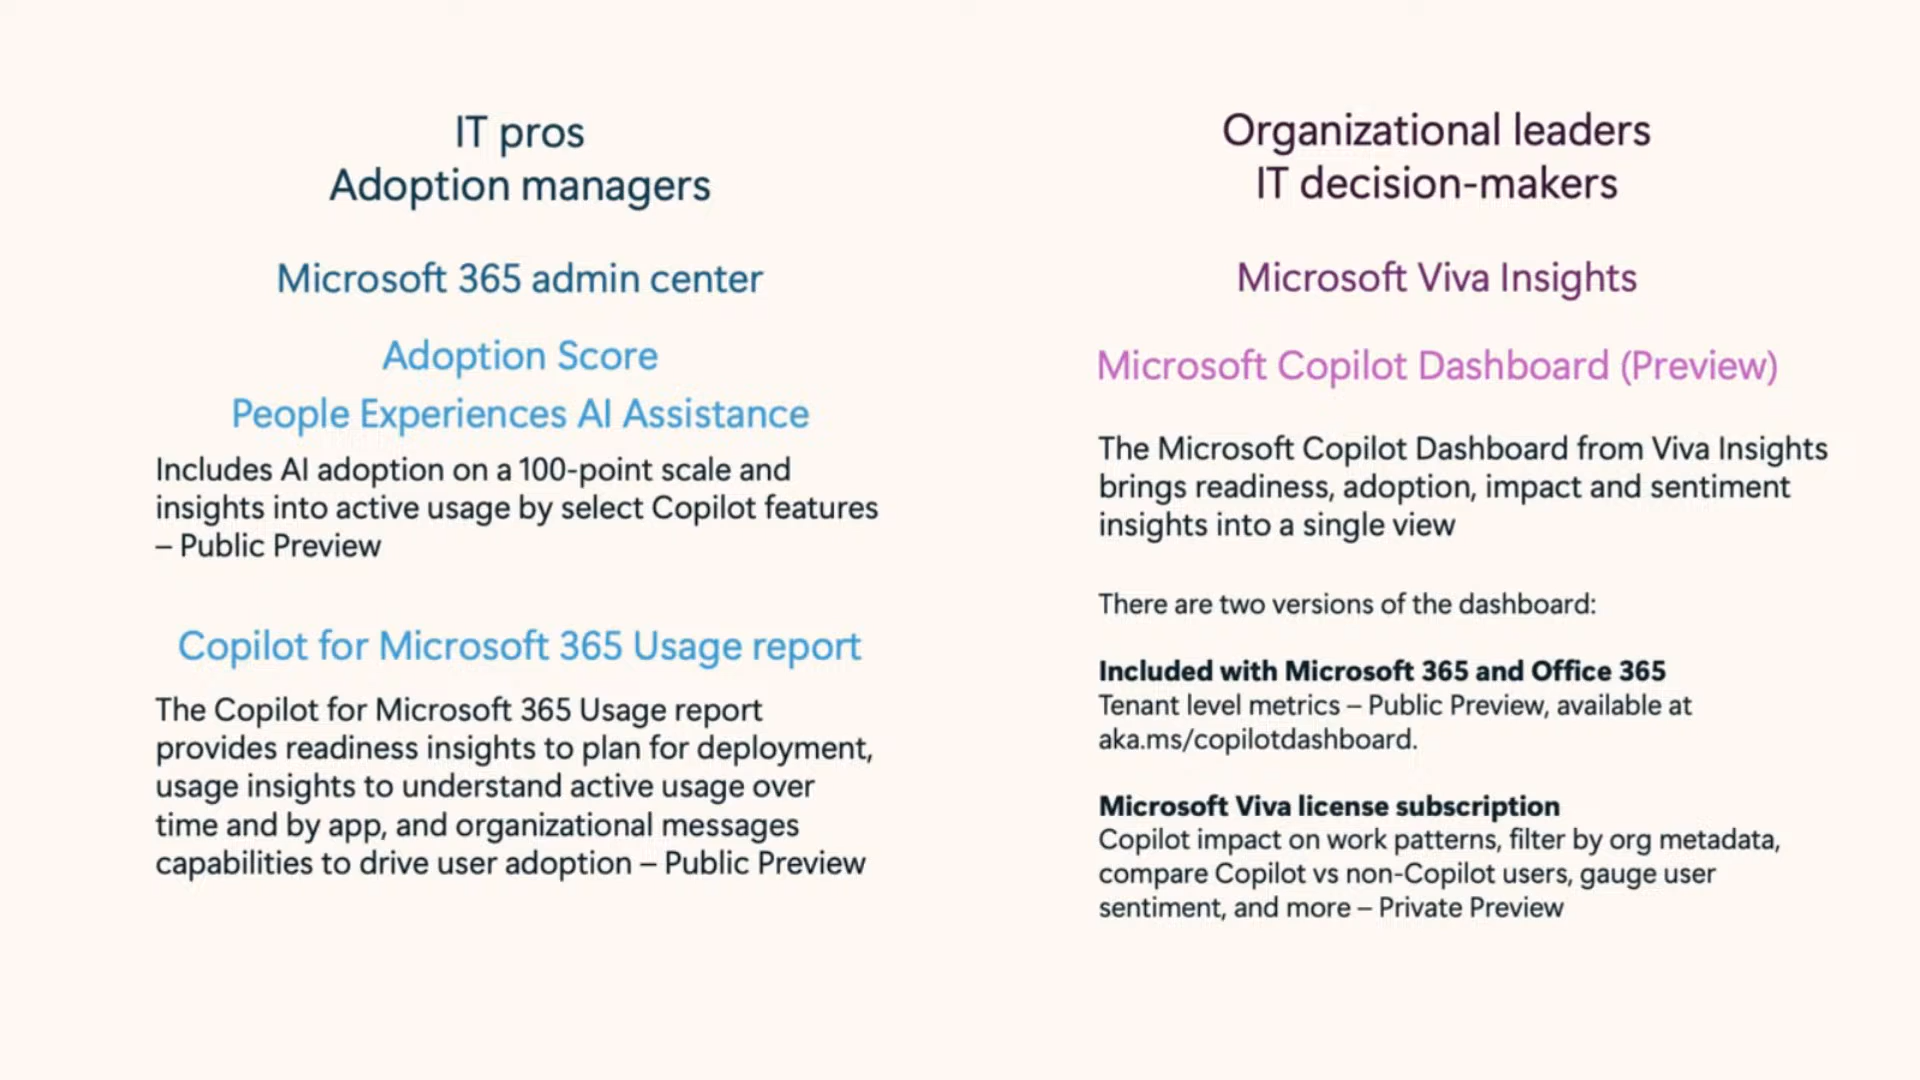 IT pros
Adoption managers
Microsoft 365 admin center
Adoption Score
People Experiences AI Assistance
Includes AI adoption on a 100-point scale and
insights into active usage by select Copilot features
– Public Preview
Copilot for Microsoft 365 Usage report
The Copilot for Microsoft 365 Usage report
provides readiness insights to plan for deployment,
usage insights to understand active usage over
time and by app, and organizational messages
capabilities to drive user adoption – Public Preview
Organizational leaders
IT decision-makers
Microsoft Viva Insights
Microsoft Copilot Dashboard (Preview)
The Microsoft Copilot Dashboard from Viva Insights
brings readiness, adoption, impact and sentiment
insights into a single view
There are two versions of the dashboard:
Included with Microsoft 365 and Office 365
Tenant level metrics – Public Preview, available at
aka.ms/copilotdashboard.
Microsoft Viva license subscription
Copilot impact on work patterns, filter by org metadata,
compare Copilot vs non-Copilot users, gauge user
sentiment, and more – Private Preview